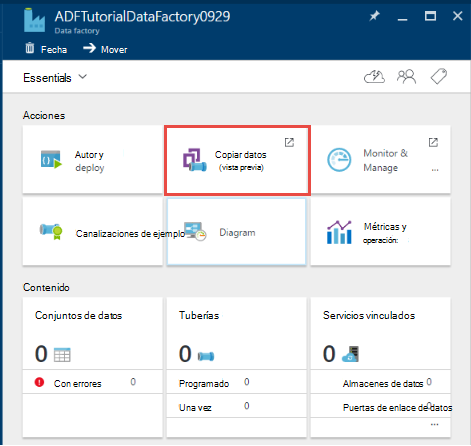 ADFTutorialDataFactory0929
Data factory
Fecha Mover
Essentials
Acciones
Autor y
deploy
Copiar datos
(vista previa)
Monitor &
Manage
...
Canalizaciones de ejemplo
Diagram
Métricas y
operación:
Contenido
Conjuntos de datos
0
Con errores 0
Tuberías
0
Programado 0
Una vez 0
Servicios vinculados
0
Almacenes de datos 0
Puertas de enlace de datos 0
...